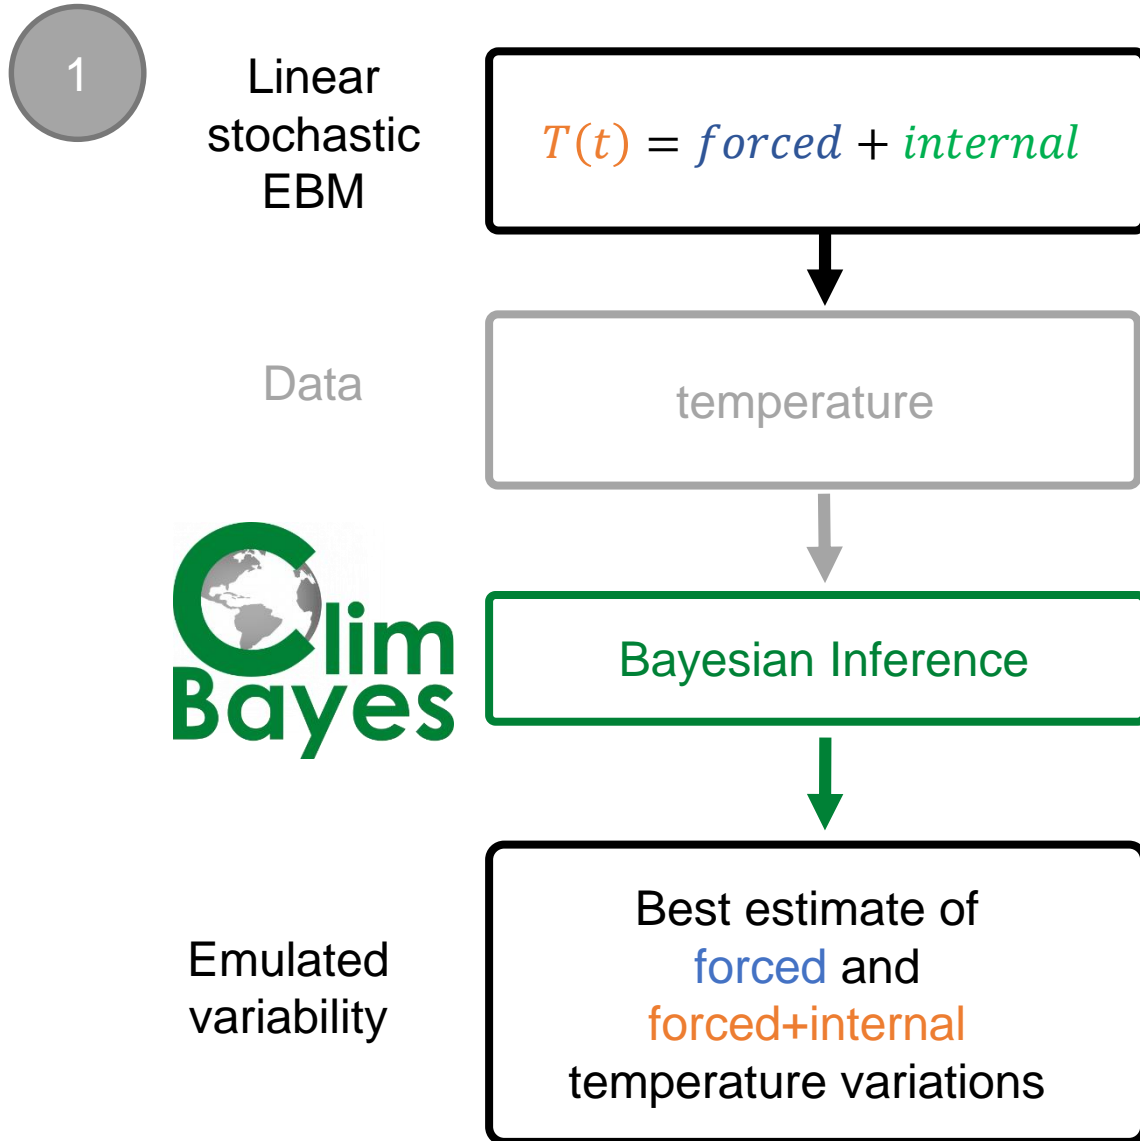 1
Linear
stochastic
EBM
T(t) = forced + internal
Data
temperature
Clim
Bayes
Bayesian Inference
Emulated
variability
Best estimate of
forced and
forced+internal
temperature variations